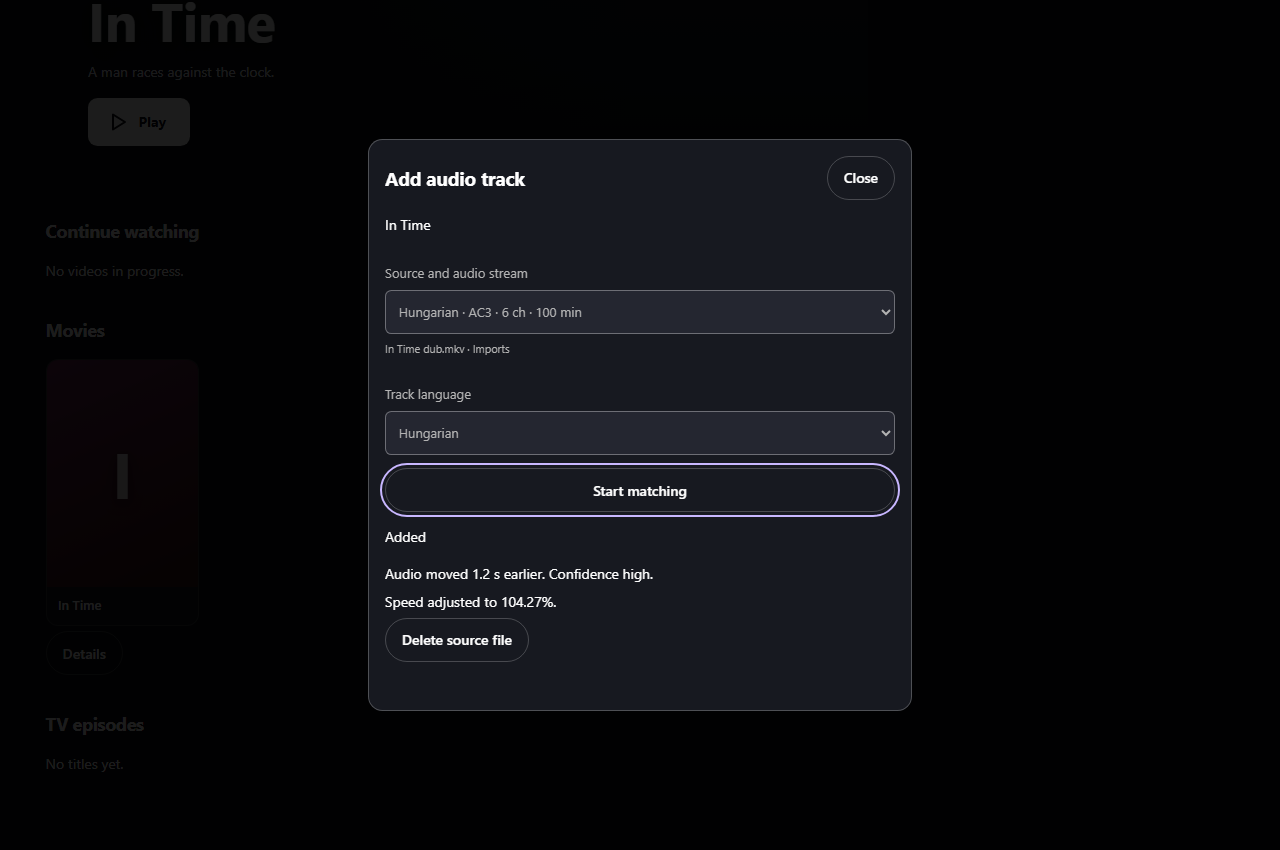 In Time
A man races against the clock.
Play
Continue watching
No videos in progress.
Movies
I
In Time
Details
TV episodes
No titles yet.
Add audio track
Close
In Time
Source and audio stream
Hungarian · AC3 · 6 ch · 100 min
In Time dub.mkv · Imports
Track language
Hungarian
Start matching
Added
Audio moved 1.2 s earlier. Confidence high.
Speed adjusted to 104.27%.
Delete source file